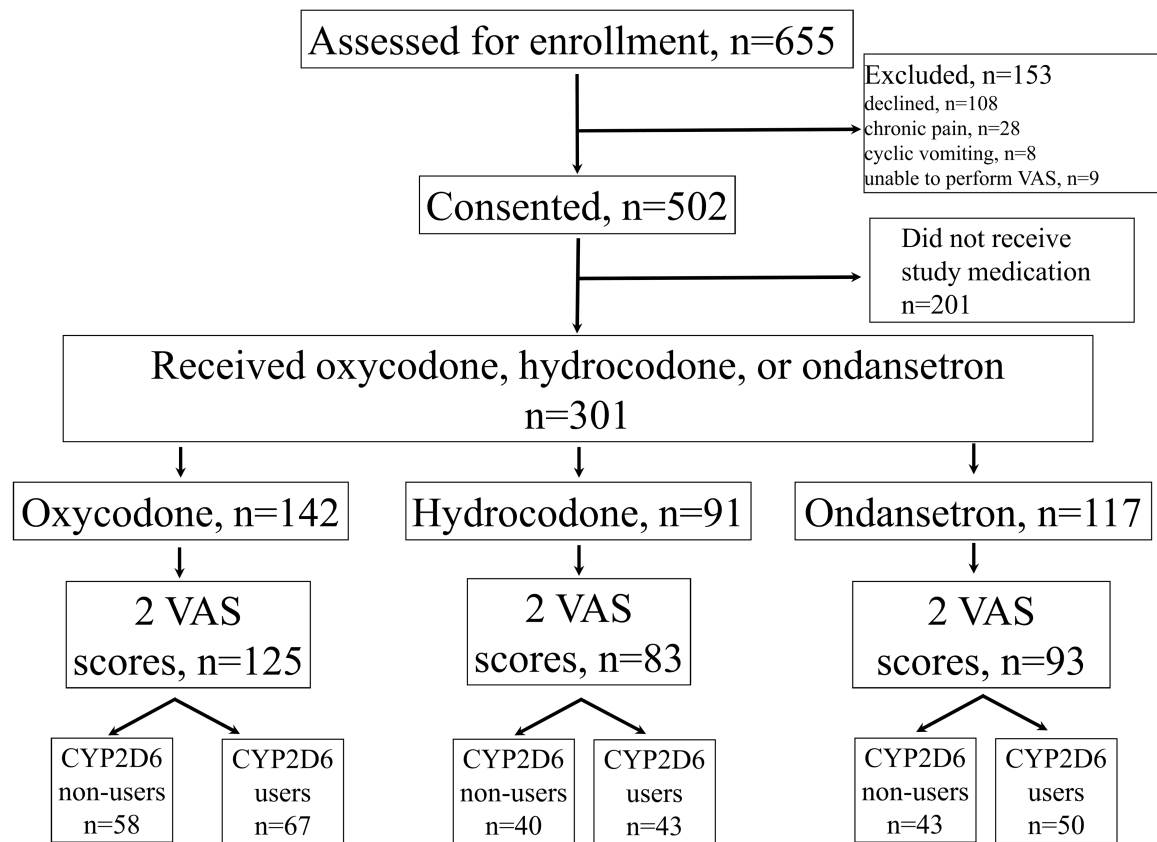 Assessed for enrollment, n=655
Excluded, n=153
declined, n=108
chronic pain, n=28
cyclic vomiting, n=8
unable to perform VAS, n=9
Consented, n=502
Did not receive
study medication
n=201
Received oxycodone, hydrocodone, or ondansetron
n=301
Oxycodone, n=142
Hydrocodone, n=91
Ondansetron, n=117
2 VAS
scores, n=125
2 VAS
scores, n=83
2 VAS
scores, n=93
CYP2D6
non-users
n=58
CYP2D6
users
n=67
CYP2D6
non-users
n=40
CYP2D6
users
n=43
CYP2D6
non-users
n=43
CYP2D6
users
n=50